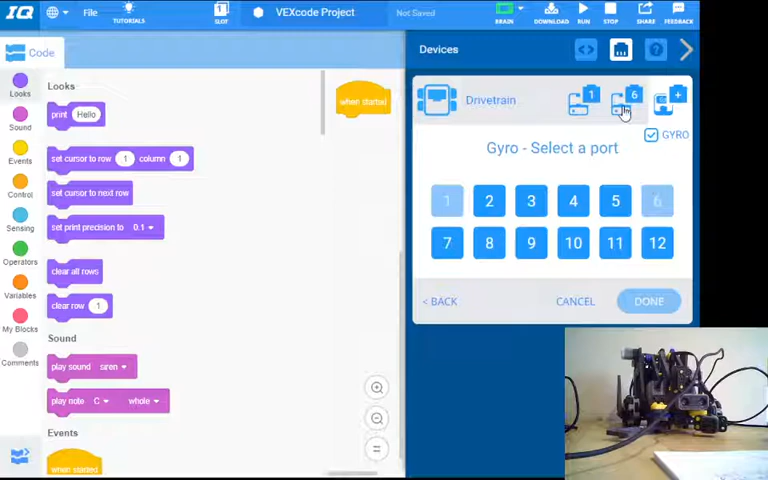 IQ
File
TUTORIALS
1
SLOT
VEXcode Project
Not Saved
BRAIN
DOWNLOAD
RUN
STOP
SHARE
FEEDBACK
Code
Devices
Looks
Sound
Events
Control
Sensing
Operators
Variables
My Blocks
Comments
Looks
print Hello
set cursor to row 1 column 1
set cursor to next row
set print precision to 0.1
clear all rows
clear row 1
Sound
play sound siren
play note C whole
Events
when started
when started
Drivetrain
1
6
+
GYRO
Gyro - Select a port
1 2 3 4 5 6
7 8 9 10 11 12
< BACK
CANCEL
DONE